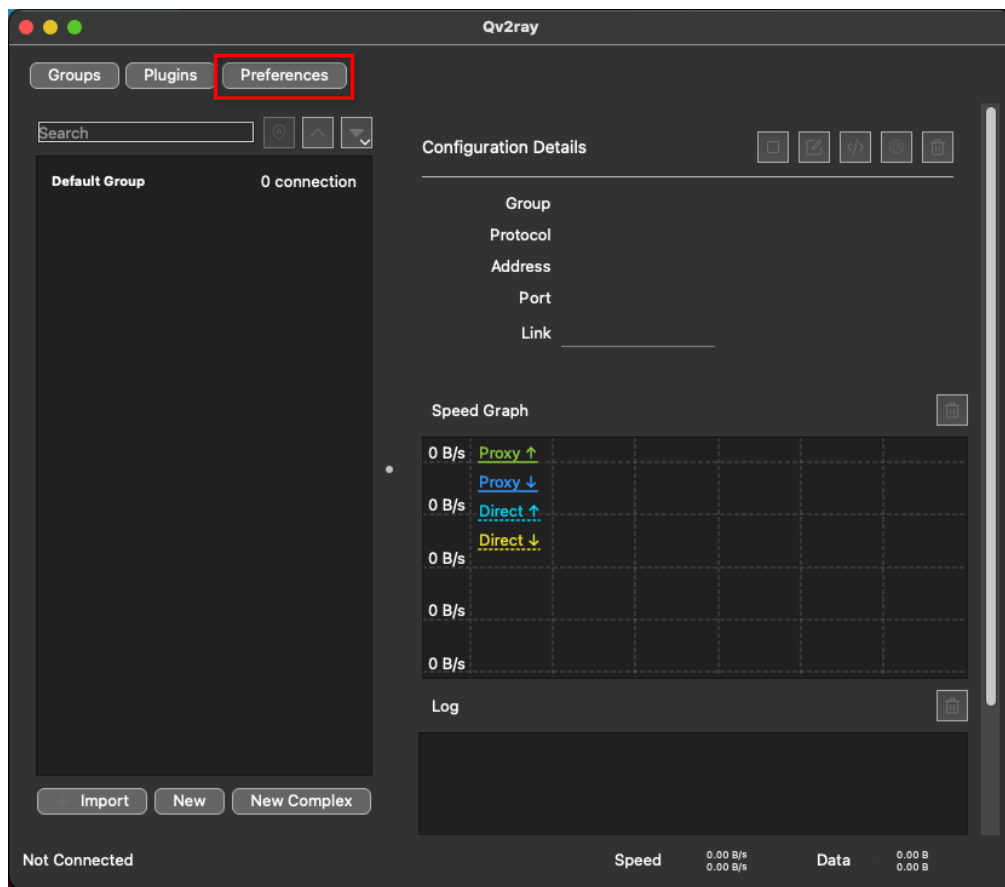 Qv2ray
Groups Plugins Preferences
Search
Default Group 0 connection
Configuration Details
Group
Protocol
Address
Port
Link
Speed Graph
0 B/s Proxy ↑
Proxy ↓
0 B/s Direct ↑
Direct ↓
0 B/s
0 B/s
0 B/s
Log
Import New New Complex
Not Connected Speed 0.00 B/s Data 0.00 B
0.00 B/s 0.00 B